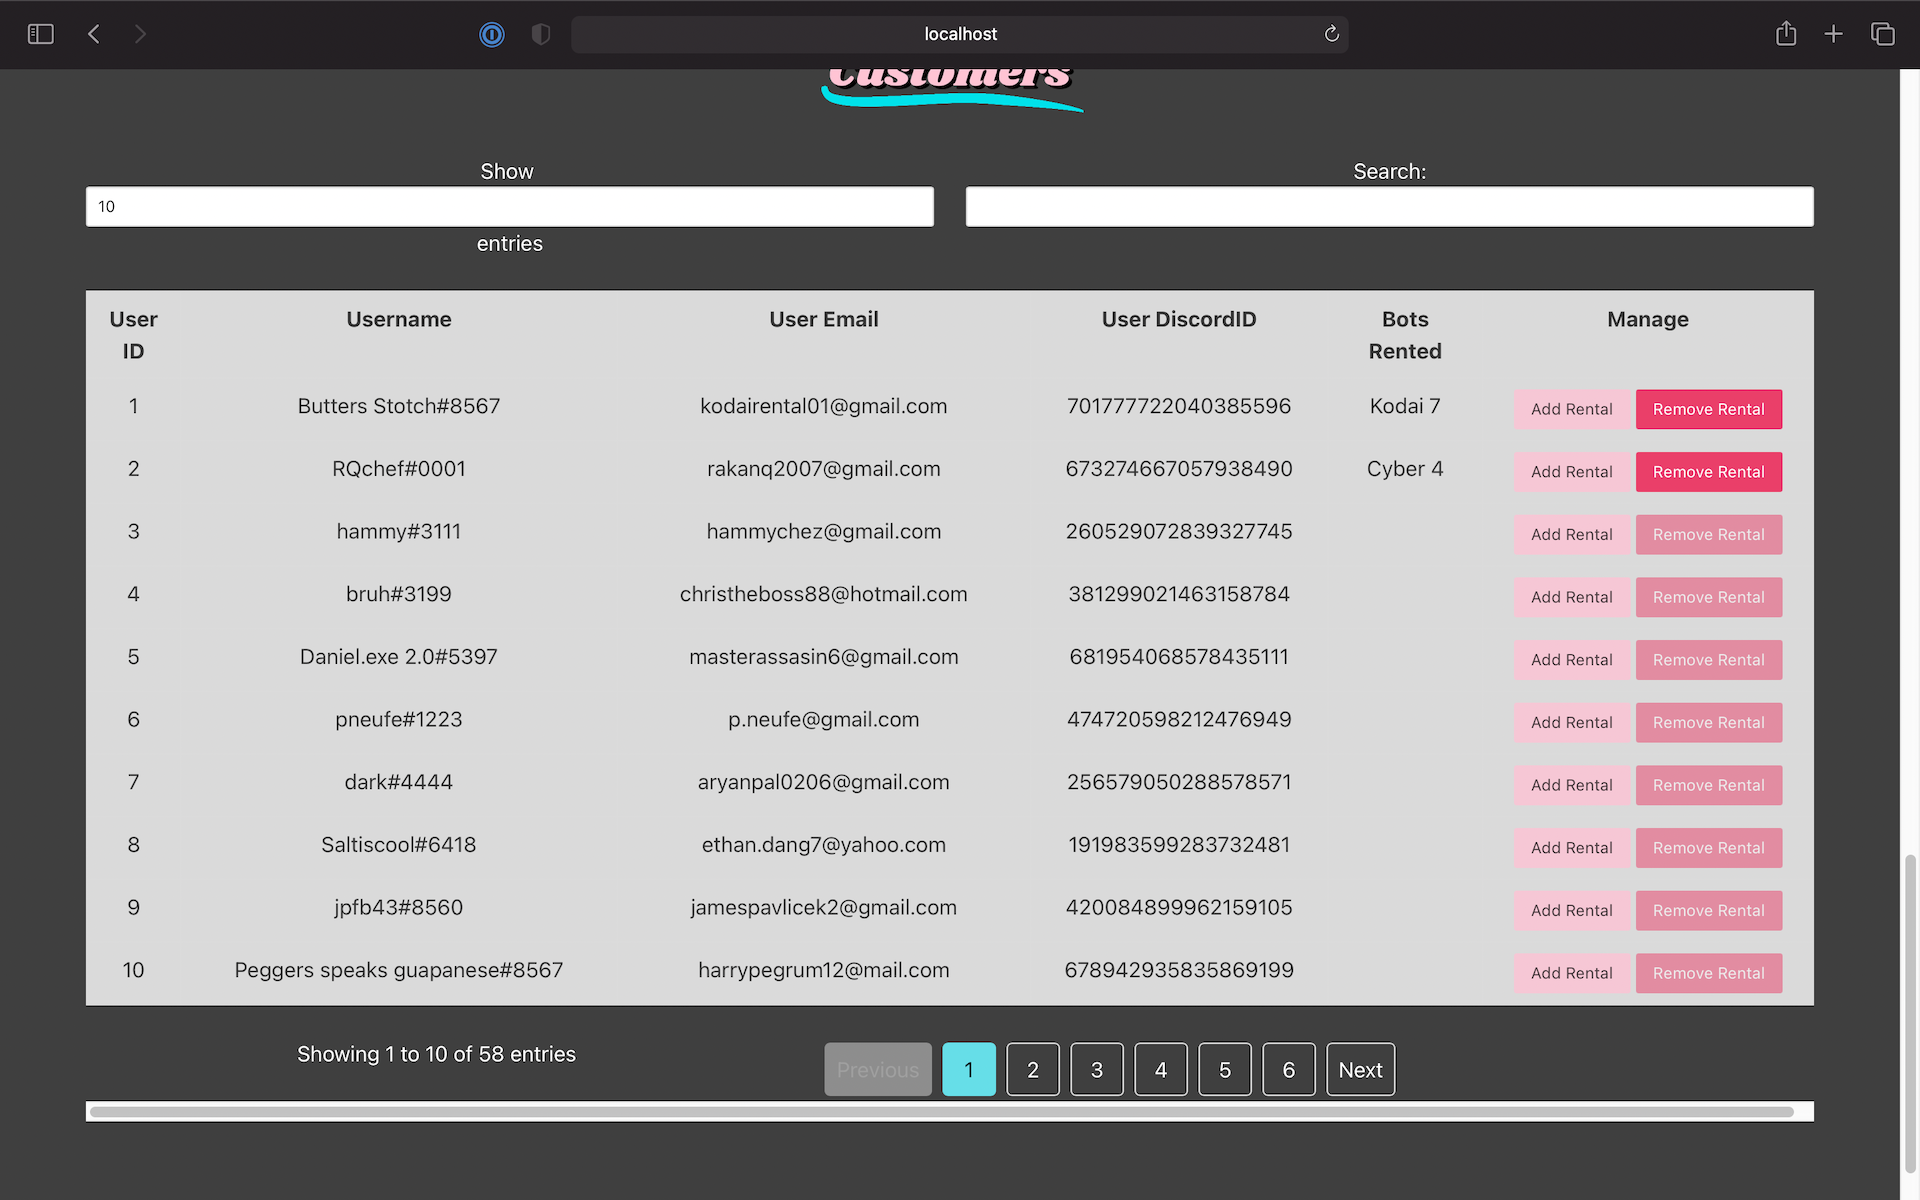 localhost
Customers
Show
10
entries
Search:
User ID Username User Email User DiscordID Bots Rented Manage
1 Butters Stotch#8567 kodairental01@gmail.com 701777722040385596 Kodai 7 Add Rental Remove Rental
2 RQchef#0001 rakanq2007@gmail.com 673274667057938490 Cyber 4 Add Rental Remove Rental
3 hammy#3111 hammychez@gmail.com 260529072839327745 Add Rental Remove Rental
4 bruh#3199 christheboss88@hotmail.com 381299021463158784 Add Rental Remove Rental
5 Daniel.exe 2.0#5397 masterassasin6@gmail.com 681954068578435111 Add Rental Remove Rental
6 pneufe#1223 p.neufe@gmail.com 474720598212476949 Add Rental Remove Rental
7 dark#4444 aryanpal0206@gmail.com 256579050288578571 Add Rental Remove Rental
8 Saltiscool#6418 ethan.dang7@yahoo.com 191983599283732481 Add Rental Remove Rental
9 jpfb43#8560 jamespavlicek2@gmail.com 420084899962159105 Add Rental Remove Rental
10 Peggers speaks guapanese#8567 harrypegrum12@mail.com 678942935835869199 Add Rental Remove Rental
Showing 1 to 10 of 58 entries
Previous 1 2 3 4 5 6 Next